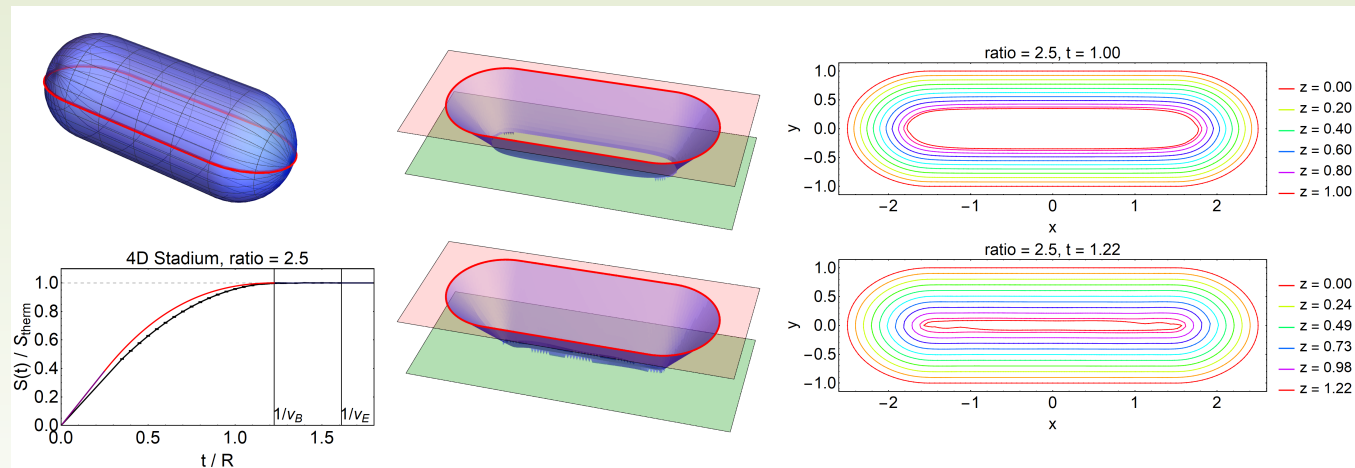 ratio = 2.5, t = 1.00
1.0
0.5
0.0
−0.5
−1.0
y
−2
−1
0
1
2
x
z = 0.00
z = 0.20
z = 0.40
z = 0.60
z = 0.80
z = 1.00
4D Stadium, ratio = 2.5
1.0
0.8
0.6
0.4
0.2
0.0
S(t) / Stherm
1/vB
1/vE
0.0
0.5
1.0
1.5
t / R
ratio = 2.5, t = 1.22
1.0
0.5
0.0
−0.5
−1.0
y
−2
−1
0
1
2
x
z = 0.00
z = 0.24
z = 0.49
z = 0.73
z = 0.98
z = 1.22